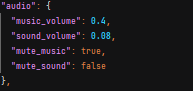 "audio": {
  "music_volume": 0.4,
  "sound_volume": 0.08,
  "mute_music": true,
  "mute_sound": false
},